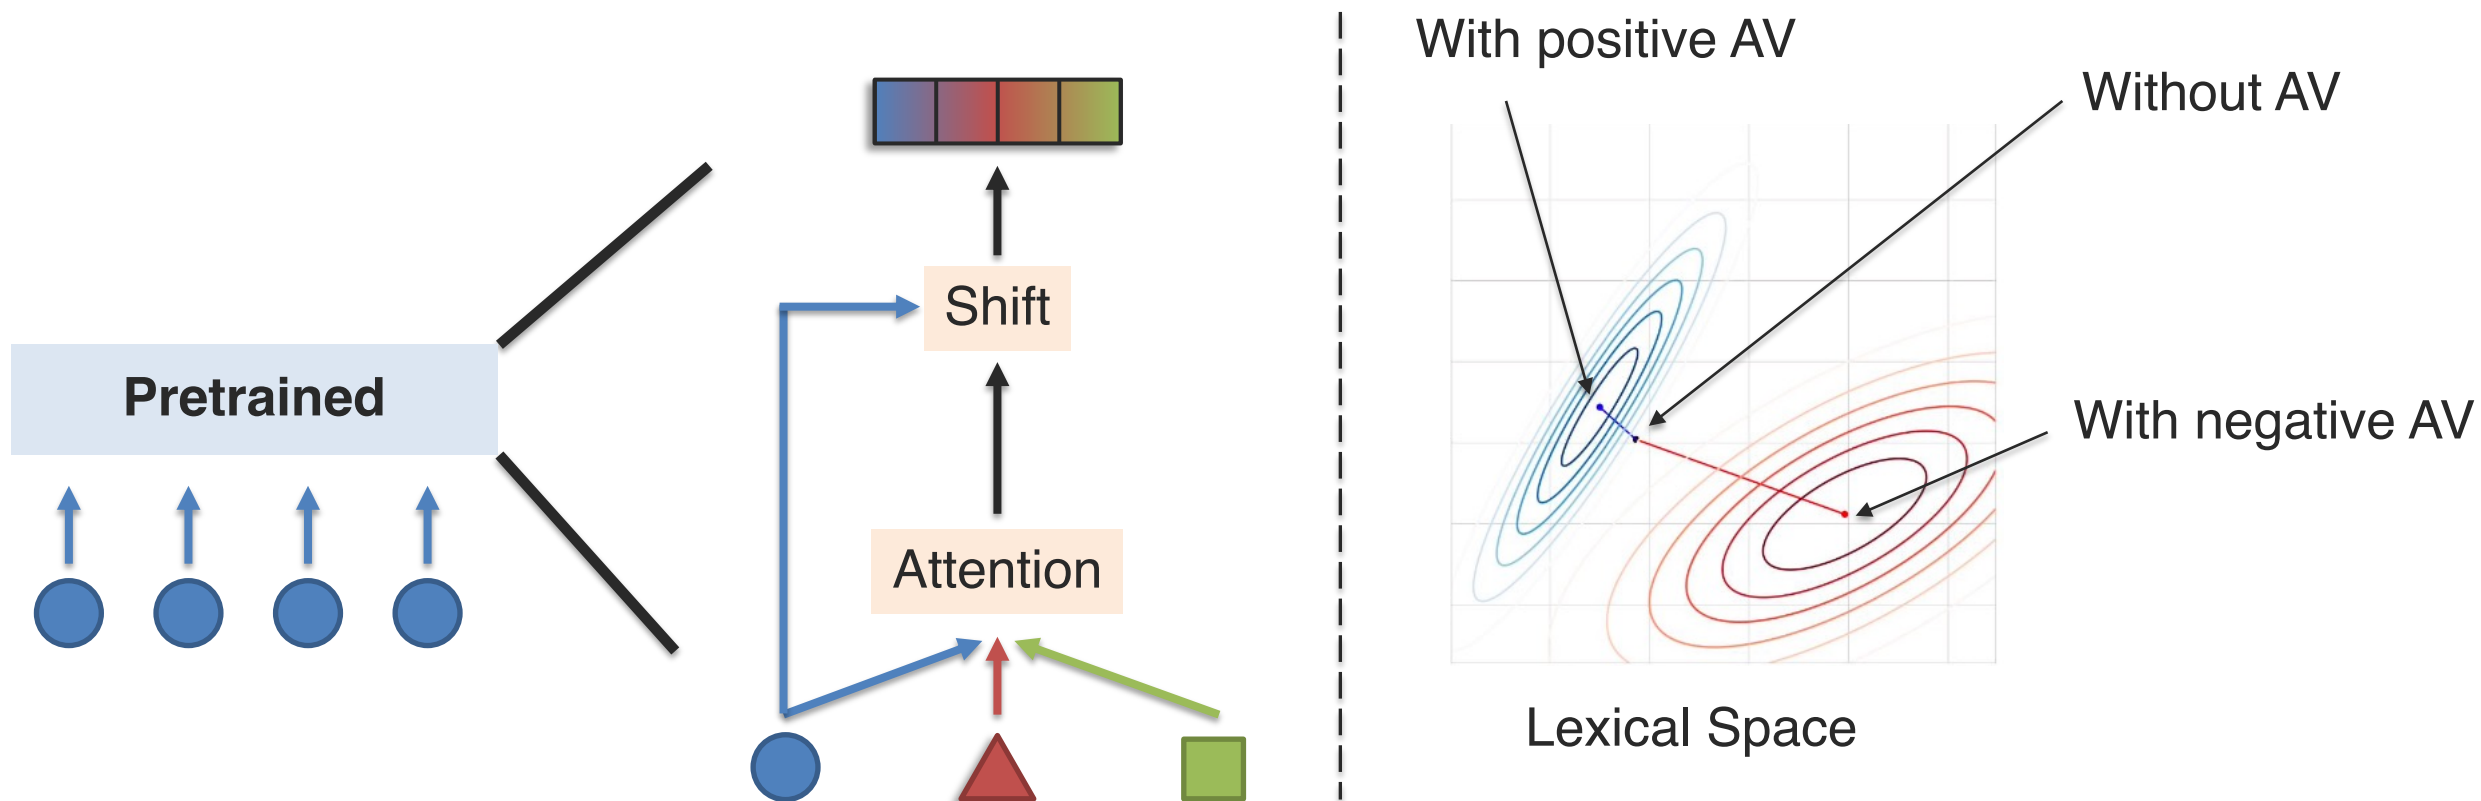 Pretrained
Shift
Attention
With positive AV
Without AV
With negative AV
Lexical Space